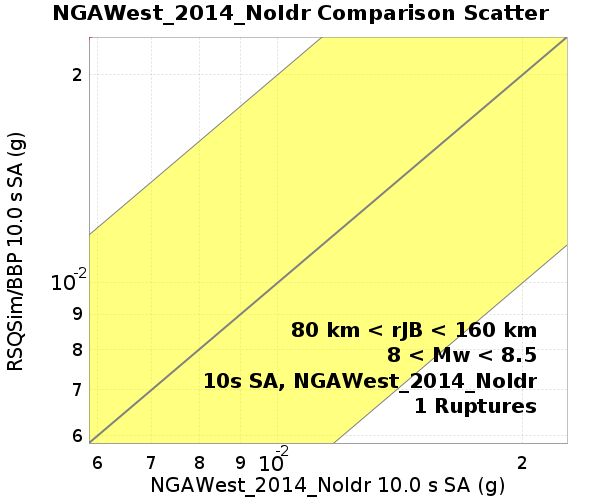 NGAWest_2014_NoIdr Comparison Scatter
RSQSim/BBP 10.0 s SA (g)
2
10-2
9
8
7
6
80 km < rJB < 160 km
8 < Mw < 8.5
10s SA, NGAWest_2014_NoIdr
1 Ruptures
6 7 8 9 10-2 2
NGAWest_2014_NoIdr 10.0 s SA (g)